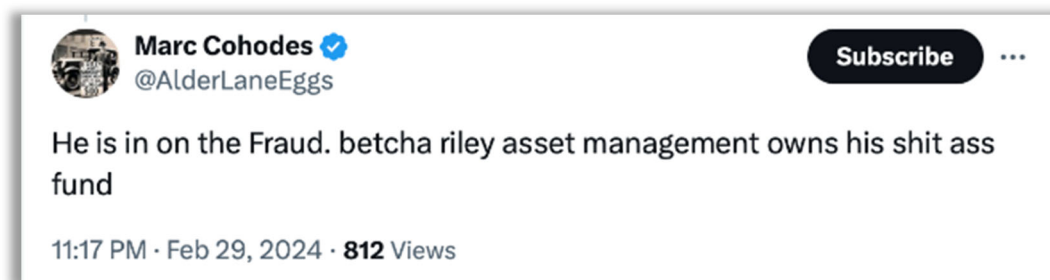 Marc Cohodes
Subscribe
@AlderLaneEggs
He is in on the Fraud. betcha riley asset management owns his shit ass
fund
11:17 PM · Feb 29, 2024 · 812 Views